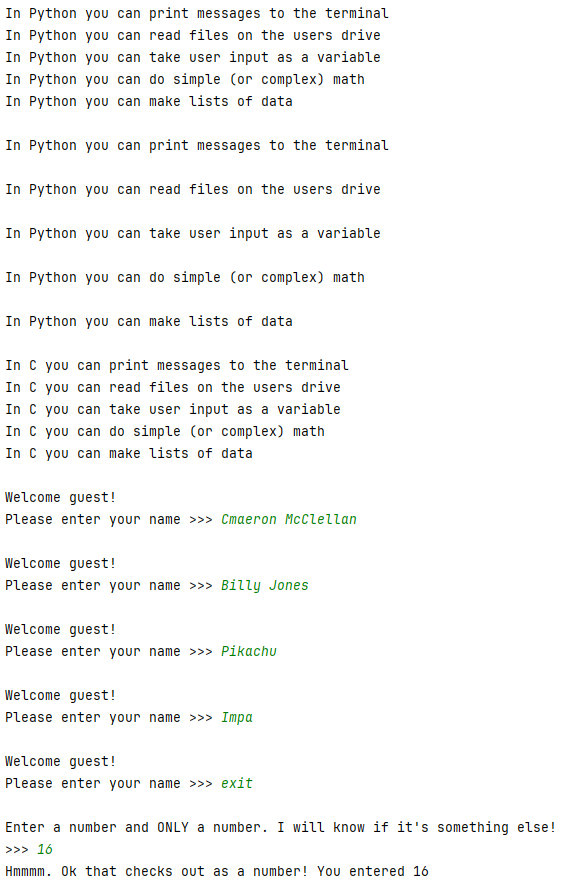 In Python you can print messages to the terminal
In Python you can read files on the users drive
In Python you can take user input as a variable
In Python you can do simple (or complex) math
In Python you can make lists of data
In Python you can print messages to the terminal
In Python you can read files on the users drive
In Python you can take user input as a variable
In Python you can do simple (or complex) math
In Python you can make lists of data
In C you can print messages to the terminal
In C you can read files on the users drive
In C you can take user input as a variable
In C you can do simple (or complex) math
In C you can make lists of data
Welcome guest!
Please enter your name >>> Cmaeron McClellan
Welcome guest!
Please enter your name >>> Billy Jones
Welcome guest!
Please enter your name >>> Pikachu
Welcome guest!
Please enter your name >>> Impa
Welcome guest!
Please enter your name >>> exit
Enter a number and ONLY a number. I will know if it's something else!
>>> 16
Hmmmm. Ok that checks out as a number! You entered 16